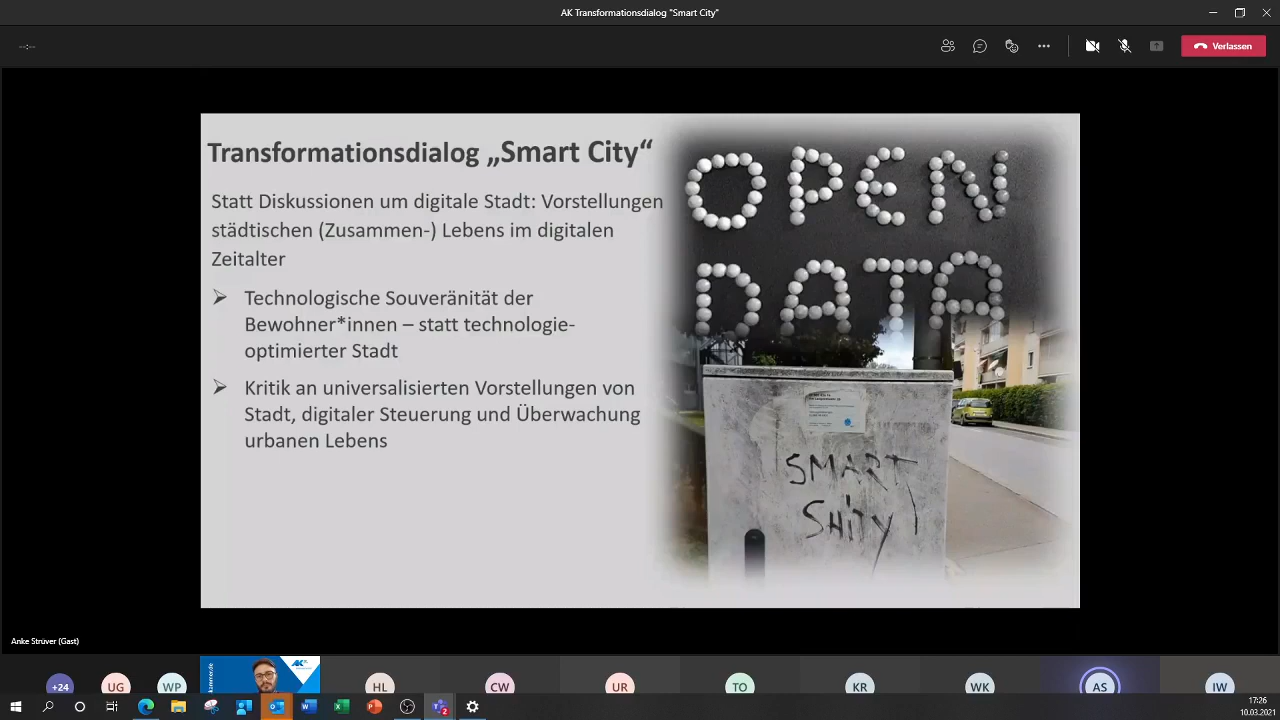 AK Transformationsdialog "Smart City"
--:--
Verlassen
Transformationsdialog „Smart City“
Statt Diskussionen um digitale Stadt: Vorstellungen
städtischen (Zusammen-) Lebens im digitalen
Zeitalter
Technologische Souveränität der
Bewohner*innen – statt technologie-
optimierter Stadt
Kritik an universalisierten Vorstellungen von
Stadt, digitaler Steuerung und Überwachung
urbanen Lebens
OPEN
DATA
SMART
SHITY
Anke Strüver (Gast)
+24
UG
WP
AK
HL
CW
UR
TO
KR
WK
AS
IW
2
17:26
10.03.2021